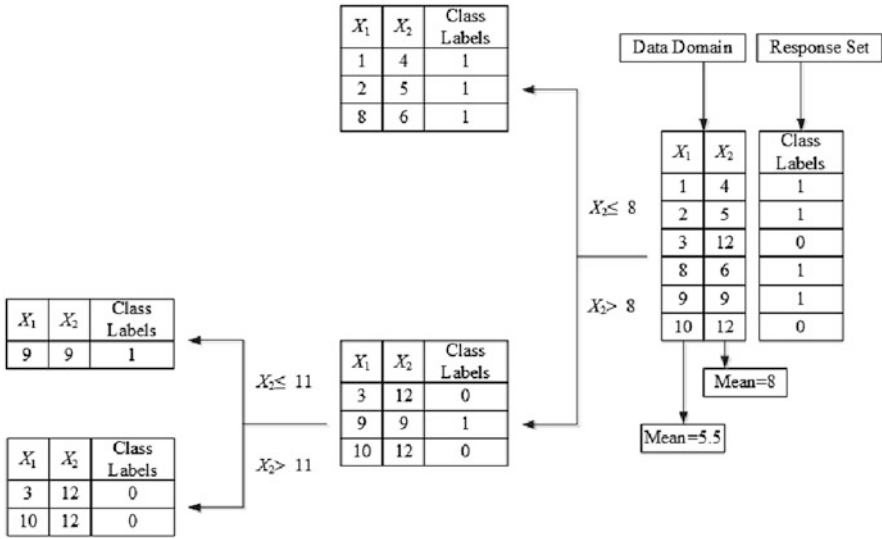 X₁ X₂ Class Labels
1 4 1
2 5 1
8 6 1
Data Domain
Response Set
X₁ X₂
1 4
2 5
3 12
8 6
9 9
10 12
Class Labels
1
1
0
1
1
0
X₂≤ 8
X₂> 8
Mean=8
Mean=5.5
X₁ X₂ Class Labels
3 12 0
9 9 1
10 12 0
X₂≤ 11
X₂> 11
X₁ X₂ Class Labels
9 9 1
X₁ X₂ Class Labels
3 12 0
10 12 0